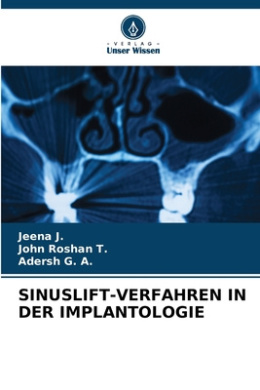 • VERLAG •
Unser Wissen
Jeena J.
John Roshan T.
Adersh G. A.
SINUSLIFT-VERFAHREN IN
DER IMPLANTOLOGIE